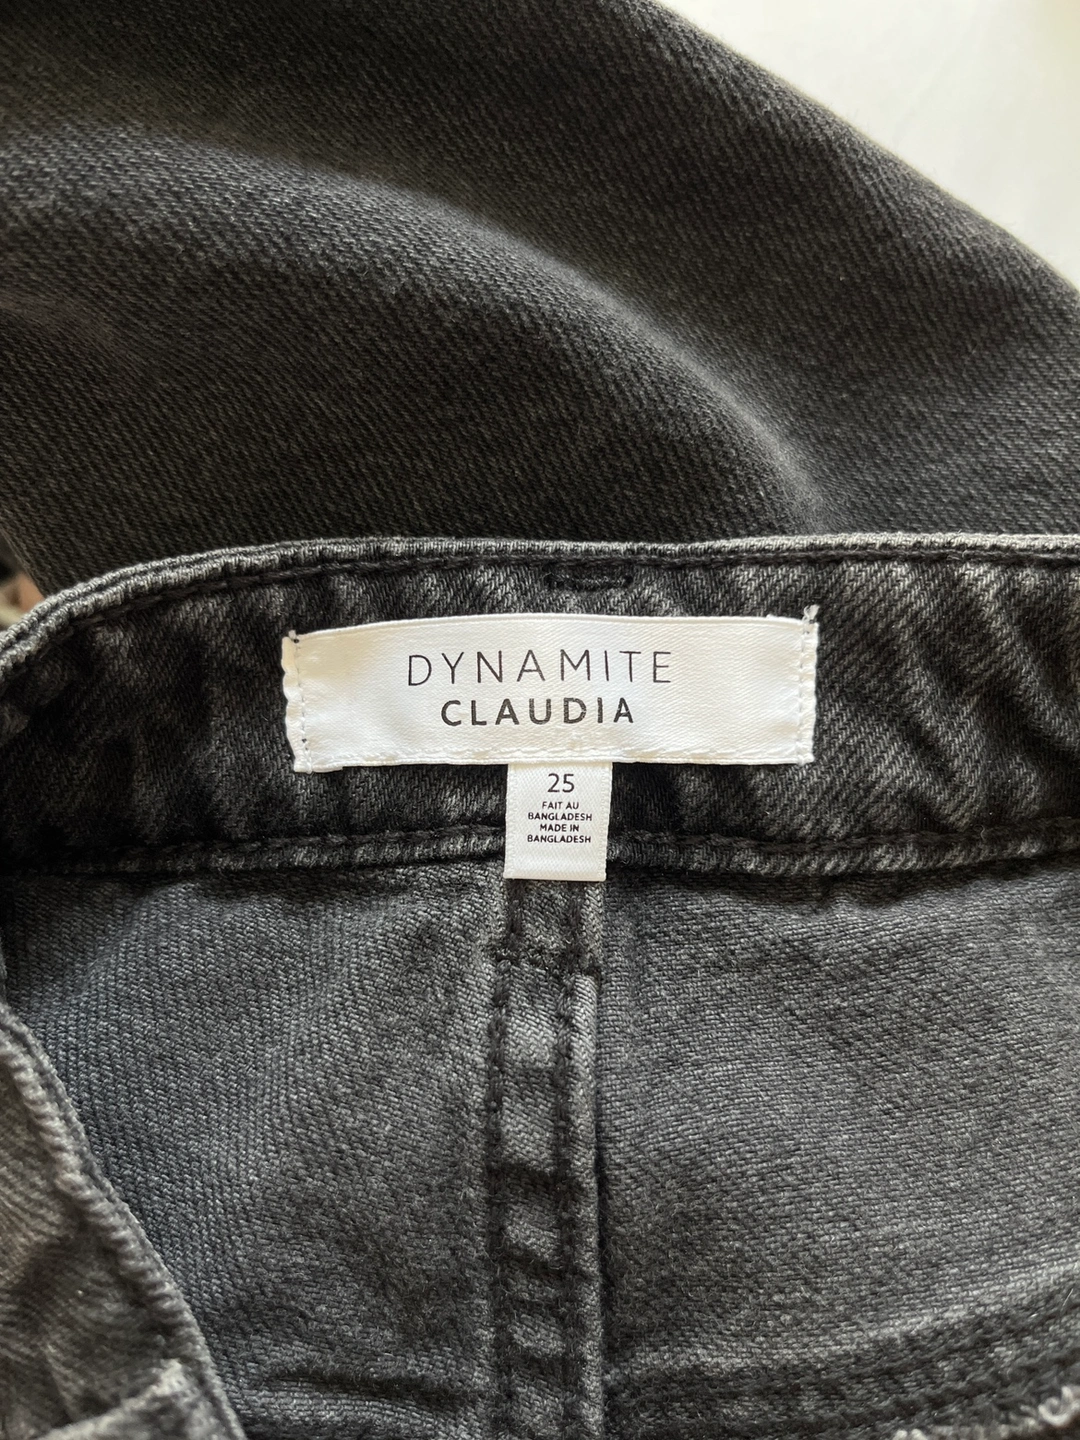 DYNAMITE
CLAUDIA
25
FAIT AU
BANGLADESH
MADE IN
BANGLADESH